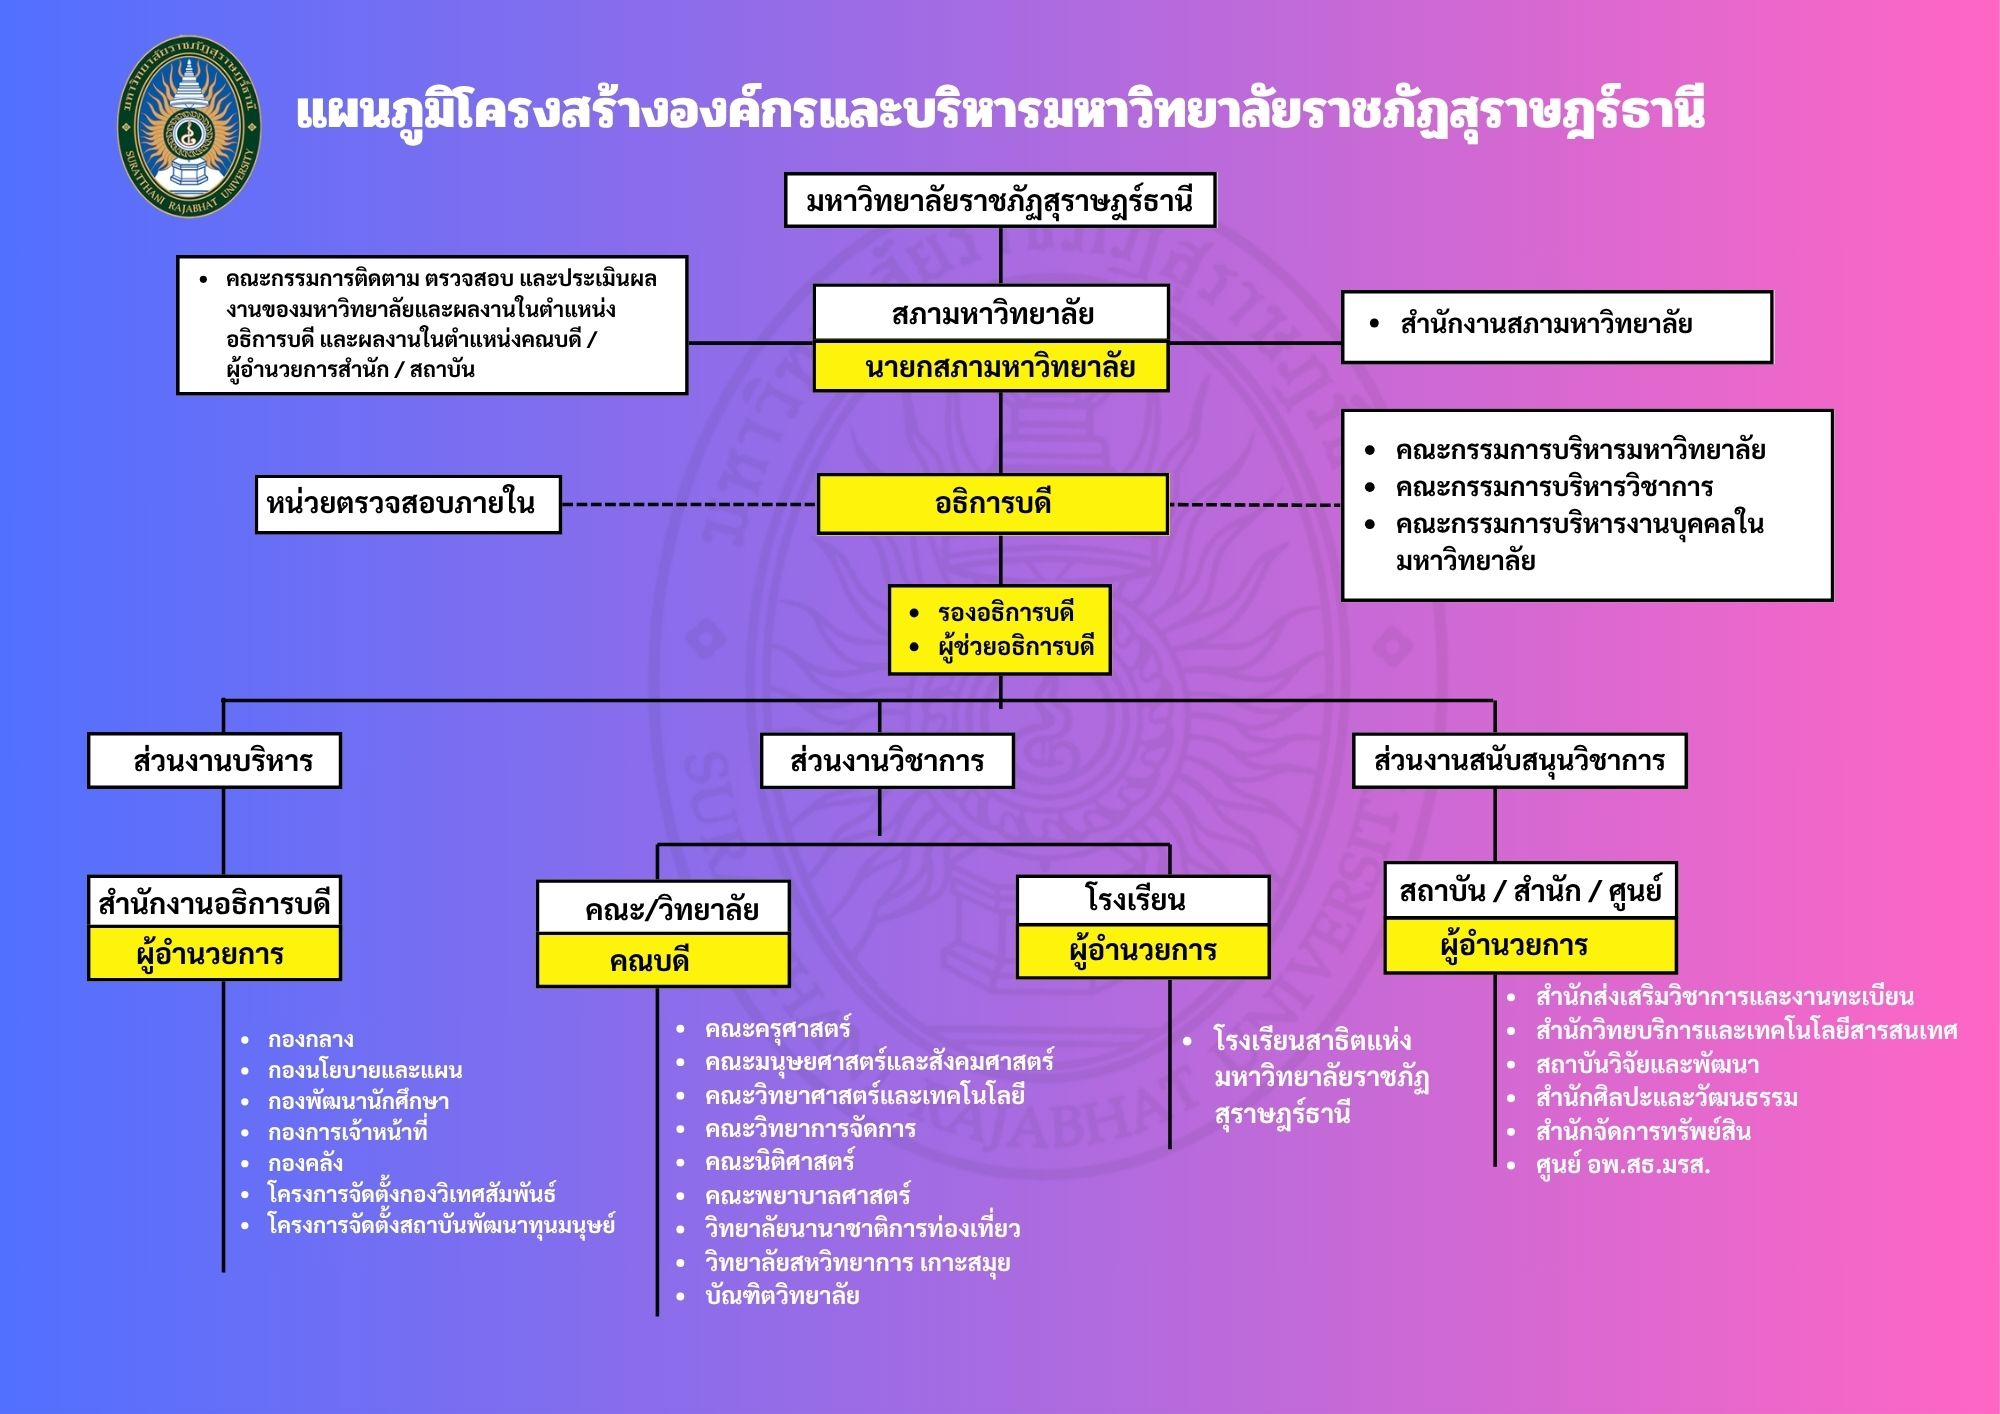 มหาวิทยาลัยราชภัฏสุราษฎร์ธานี
SURATTHANI RAJABHAT UNIVERSITY
แผนภูมิโครงสร้างองค์กรและบริหารมหาวิทยาลัยราชภัฏสุราษฎร์ธานี
มหาวิทยาลัยราชภัฏสุราษฎร์ธานี
• คณะกรรมการติดตาม ตรวจสอบ และประเมินผล
งานของมหาวิทยาลัยและผลงานในตำแหน่ง
อธิการบดี และผลงานในตำแหน่งคณบดี /
ผู้อำนวยการสำนัก / สถาบัน
สภามหาวิทยาลัย
นายกสภามหาวิทยาลัย
• สำนักงานสภามหาวิทยาลัย
หน่วยตรวจสอบภายใน
อธิการบดี
• คณะกรรมการบริหารมหาวิทยาลัย
• คณะกรรมการบริหารวิชาการ
• คณะกรรมการบริหารงานบุคคลใน
มหาวิทยาลัย
• รองอธิการบดี
• ผู้ช่วยอธิการบดี
ส่วนงานบริหาร
ส่วนงานวิชาการ
ส่วนงานสนับสนุนวิชาการ
สำนักงานอธิการบดี
ผู้อำนวยการ
คณะ/วิทยาลัย
คณบดี
โรงเรียน
ผู้อำนวยการ
สถาบัน / สำนัก / ศูนย์
ผู้อำนวยการ
• กองกลาง
• กองนโยบายและแผน
• กองพัฒนานักศึกษา
• กองการเจ้าหน้าที่
• กองคลัง
• โครงการจัดตั้งกองวิเทศสัมพันธ์
• โครงการจัดตั้งสถาบันพัฒนาทุนมนุษย์
• คณะครุศาสตร์
• คณะมนุษยศาสตร์และสังคมศาสตร์
• คณะวิทยาศาสตร์และเทคโนโลยี
• คณะวิทยาการจัดการ
• คณะนิติศาสตร์
• คณะพยาบาลศาสตร์
• วิทยาลัยนานาชาติการท่องเที่ยว
• วิทยาลัยสหวิทยาการ เกาะสมุย
• บัณฑิตวิทยาลัย
• โรงเรียนสาธิตแห่ง
มหาวิทยาลัยราชภัฏ
สุราษฎร์ธานี
• สำนักส่งเสริมวิชาการและงานทะเบียน
• สำนักวิทยบริการและเทคโนโลยีสารสนเทศ
• สถาบันวิจัยและพัฒนา
• สำนักศิลปะและวัฒนธรรม
• สำนักจัดการทรัพย์สิน
• ศูนย์ อพ.สธ.มรส.